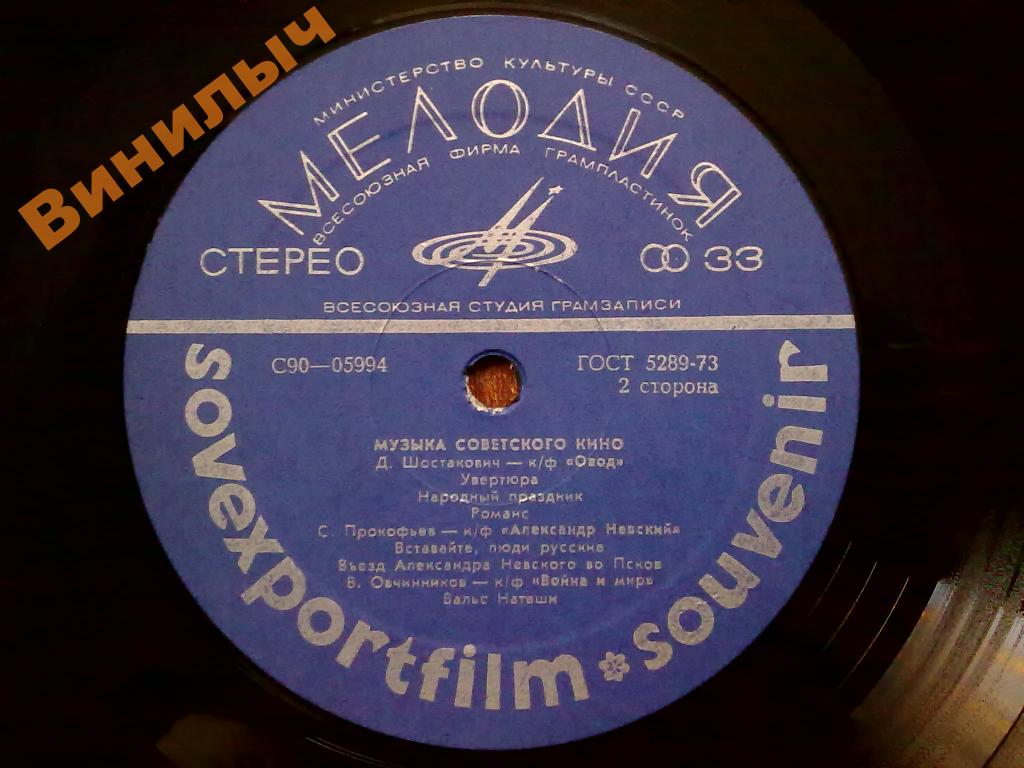 Винилыч
МИНИСТЕРСТВО КУЛЬТУРЫ СССР
МЕЛОДИЯ
ВСЕСОЮЗНАЯ ФИРМА ГРАМПЛАСТИНОК
СТЕРЕО 33
ВСЕСОЮЗНАЯ СТУДИЯ ГРАМЗАПИСИ
С90—05994 ГОСТ 5289-73
2 сторона
МУЗЫКА СОВЕТСКОГО КИНО
Д. Шостакович — к/ф «Овод»
Увертюра
Народный праздник
Романс
С. Прокофьев — к/ф «Александр Невский»
Вставайте, люди русские
Въезд Александра Невского во Псков
В. Овчинников — к/ф «Война и мир»
Вальс Наташи
sovexportfilm * souvenir